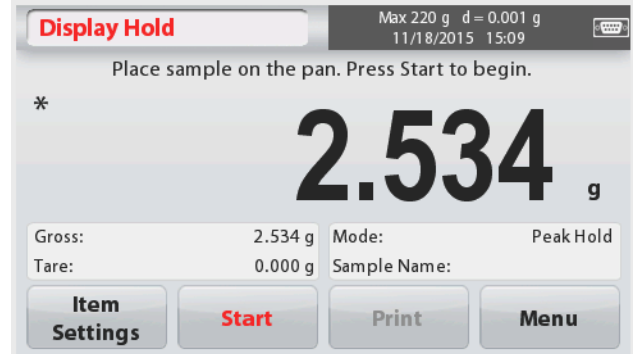 Display Hold
Max 220 g d = 0.001 g
11/18/2015 15:09
Place sample on the pan. Press Start to begin.
*
2.534 g
Gross: 2.534 g Mode: Peak Hold
Tare: 0.000 g Sample Name:
Item Settings Start Print Menu